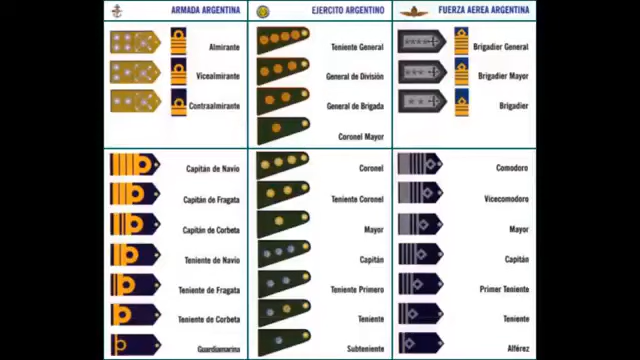 ARMADA ARGENTINA
Almirante
Vicealmirante
Contraalmirante
Capitán de Navio
Capitán de Fragata
Capitán de Corbeta
Teniente de Navio
Teniente de Fragata
Teniente de Corbeta
Guardiamarina
EJERCITO ARGENTINO
Teniente General
General de División
General de Brigada
Coronel Mayor
Coronel
Teniente Coronel
Mayor
Capitán
Teniente Primero
Teniente
Subteniente
FUERZA AEREA ARGENTINA
Brigadier General
Brigadier Mayor
Brigadier
Comodoro
Vicecomodoro
Mayor
Capitán
Primer Teniente
Teniente
Alférez